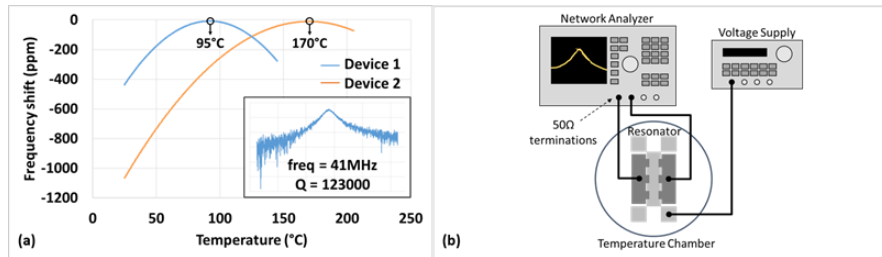 0
-200
-400
-600
-800
-1000
-1200
Frequency shift (ppm)
95°C
170°C
Device 1
Device 2
freq = 41MHz
Q = 123000
0
50
100
150
200
250
Temperature (°C)
(a)
Network Analyzer
Voltage Supply
50Ω
terminations
Resonator
Temperature Chamber
(b)